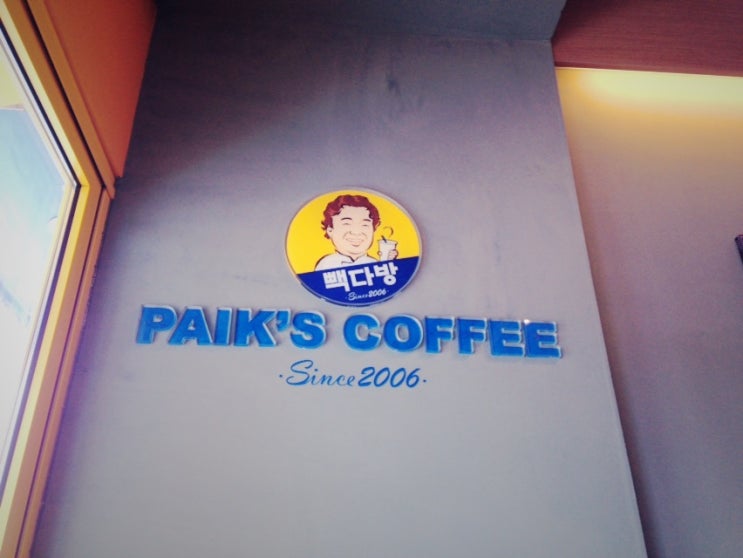 빽다방
·Since2006·
PAIK'S COFFEE
·Since2006·